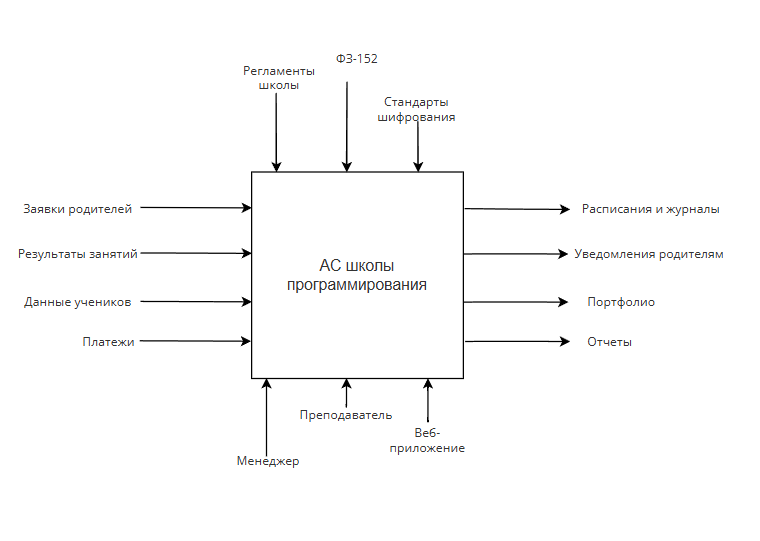 ФЗ-152
Регламенты
школы
Стандарты
шифрования
Заявки родителей
Результаты занятий
Данные учеников
Платежи
АС школы
программирования
Расписания и журналы
Уведомления родителям
Портфолио
Отчеты
Преподаватель
Веб-
приложение
Менеджер